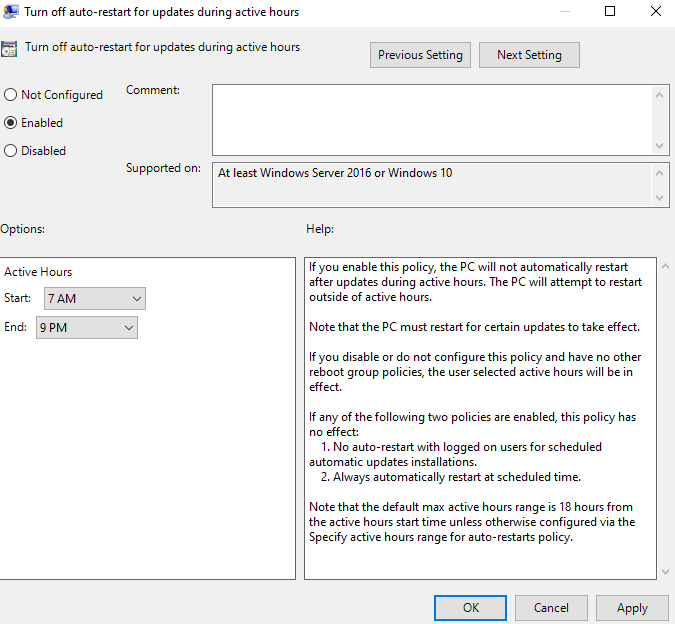 Turn off auto-restart for updates during active hours
Turn off auto-restart for updates during active hours
Previous Setting
Next Setting
Not Configured
Enabled
Disabled
Comment:
Supported on:
At least Windows Server 2016 or Windows 10
Options:
Help:
Active Hours
Start:
7 AM
End:
9 PM
If you enable this policy, the PC will not automatically restart
after updates during active hours. The PC will attempt to restart
outside of active hours.
Note that the PC must restart for certain updates to take effect.
If you disable or do not configure this policy and have no other
reboot group policies, the user selected active hours will be in
effect.
If any of the following two policies are enabled, this policy has
no effect:
1. No auto-restart with logged on users for scheduled
automatic updates installations.
2. Always automatically restart at scheduled time.
Note that the default max active hours range is 18 hours from
the active hours start time unless otherwise configured via the
Specify active hours range for auto-restarts policy.
OK
Cancel
Apply